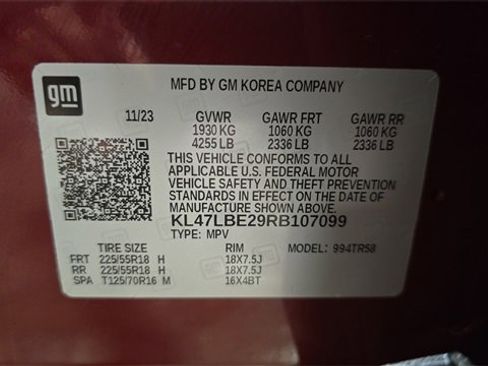 gm
MFD BY GM KOREA COMPANY
11/23 GVWR GAWR FRT GAWR RR
1930 KG 1060 KG 1060 KG
4255 LB 2336 LB 2336 LB
THIS VEHICLE CONFORMS TO ALL
APPLICABLE U.S. FEDERAL MOTOR
VEHICLE SAFETY AND THEFT PREVENTION
STANDARDS IN EFFECT ON THE DATE OF
MANUFACTURE SHOWN ABOVE.
KL47LBE29RB107099
TYPE: MPV MODEL: 994TR58
TIRE SIZE RIM
FRT 225/55R18 H 18X7.5J
RR 225/55R18 H 18X7.5J
SPA T125/70R16 M 16X4BT